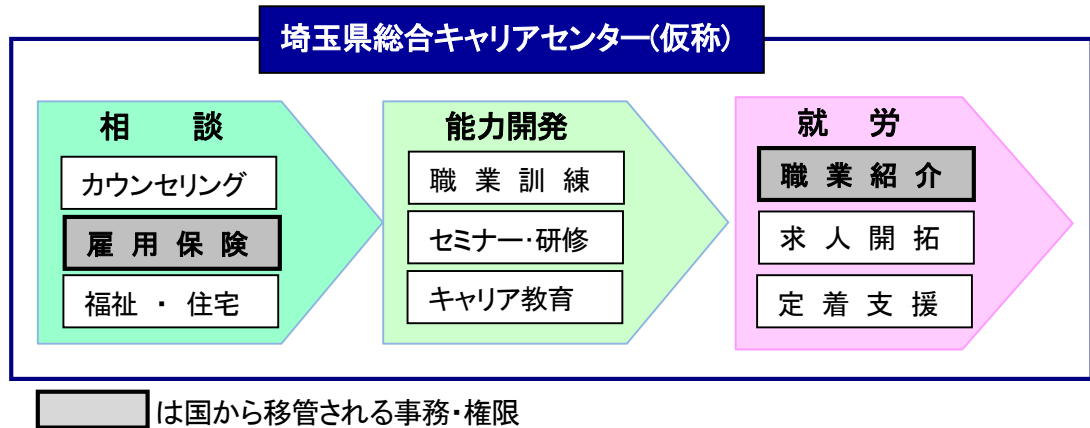 埼玉県総合キャリアセンター(仮称)
相 談
カウンセリング
雇用保険
福祉・住宅
能力開発
職業訓練
セミナー・研修
キャリア教育
就 労
職業紹介
求人開拓
定着支援
は国から移管される事務・権限